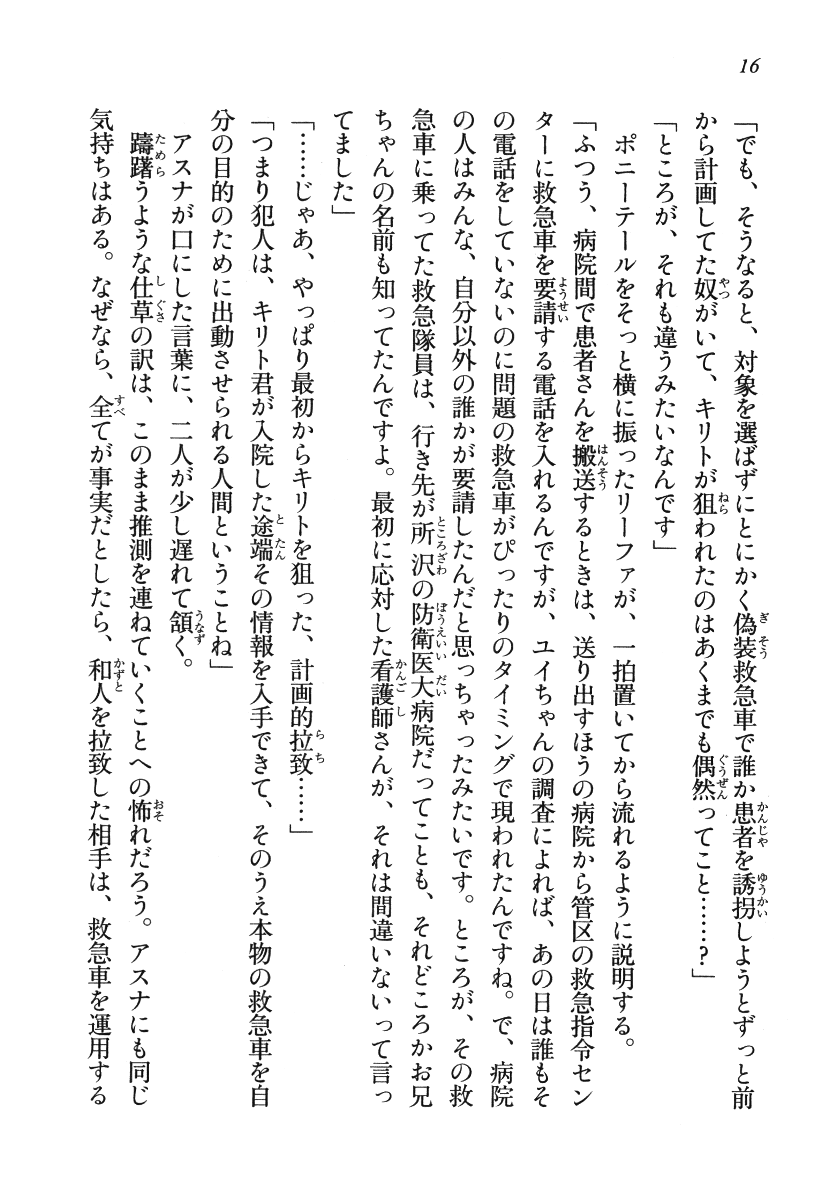 16
「でも、そうなると、対象を選ばずにとにかく偽装救急車で誰か患者を誘拐しようとずっと前
から計画してた奴がいて、キリトが狙われたのはあくまでも偶然ってこと……？」
「ところが、それも違うみたいなんです」
ポニーテールをそっと横に振ったリーファが、一拍置いてから流れるように説明する。
「ふつう、病院間で患者さんを搬送するときは、送り出すほうの病院から管区の救急指令セン
ターに救急車を要請する電話を入れるんですが、ユイちゃんの調査によれば、あの日は誰もそ
の電話をしていないのに問題の救急車がぴったりのタイミングで現われたんですね。で、病院
の人はみんな、自分以外の誰かが要請したんだと思っちゃったみたいです。ところが、その救
急車に乗ってた救急隊員は、行き先が所沢の防衛医大病院だってことも、それどころかお兄
ちゃんの名前も知ってたんですよ。最初に応対した看護師さんが、それは間違いないって言っ
てました」
「……じゃあ、やっぱり最初からキリトを狙った、計画的拉致……」
「つまり犯人は、キリト君が入院した途端その情報を入手できて、そのうえ本物の救急車を自
分の目的のために出動させられる人間ということね」
アスナが口にした言葉に、二人が少し遅れて頷く。
躊躇うような仕草の訳は、このまま推測を連ねていくことへの怖れだろう。アスナにも同じ
気持ちはある。なぜなら、全てが事実だとしたら、和人を拉致した相手は、救急車を運用する